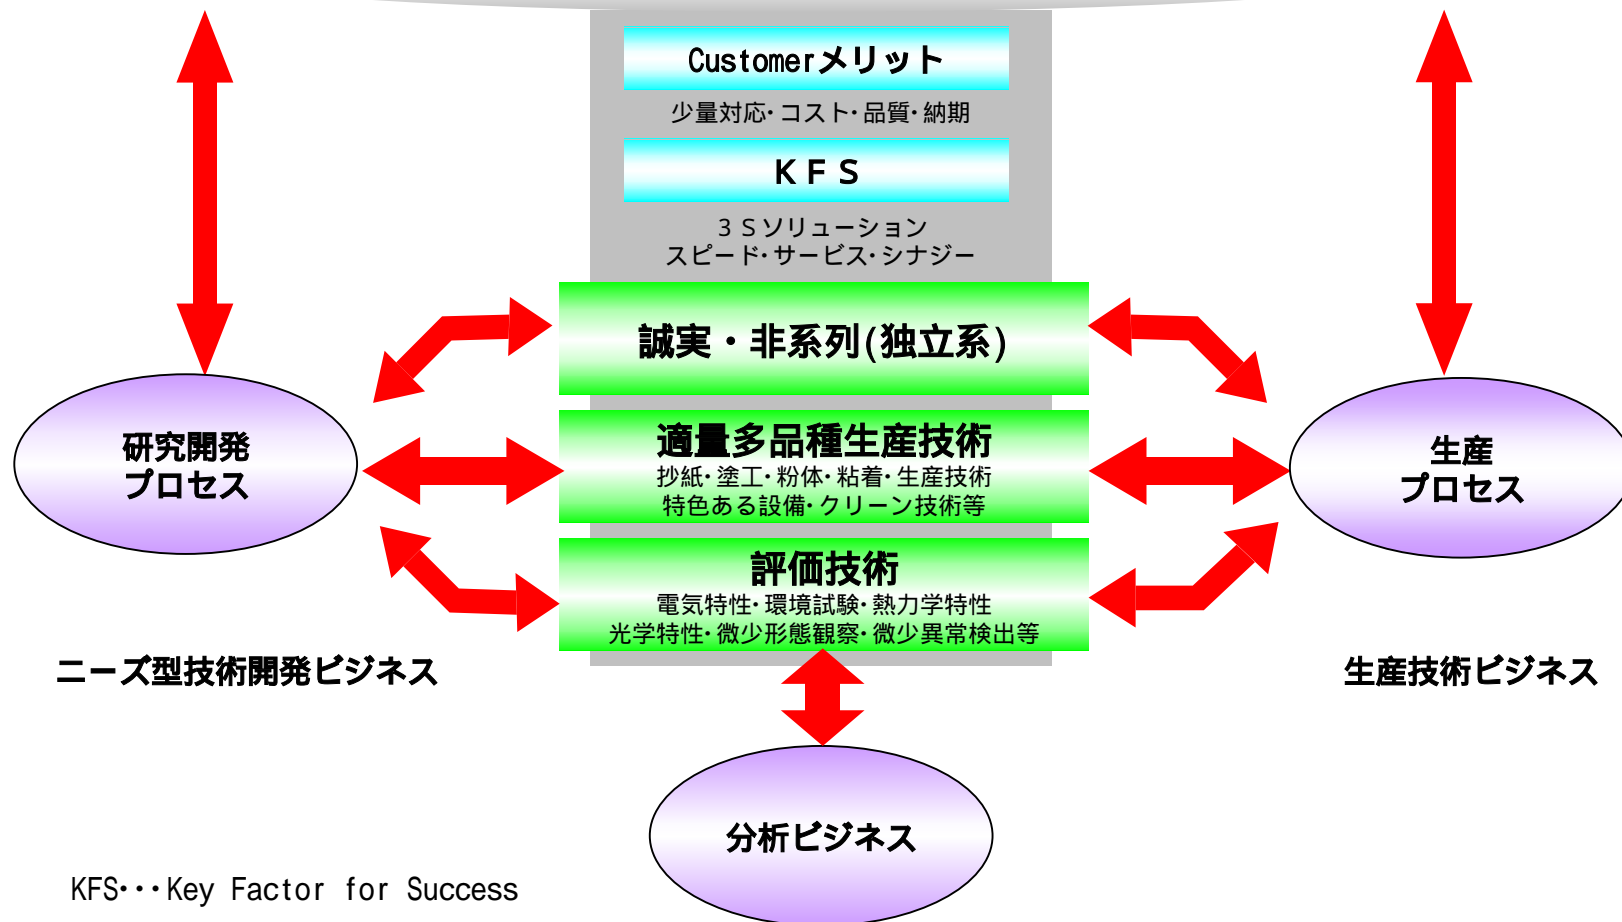 Customerメリット
少量対応・コスト・品質・納期
ＫＦＳ
３Ｓソリューション
スピード・サービス・シナジー
誠実・非系列(独立系)
適量多品種生産技術
抄紙・塗工・粉体・粘着・生産技術
特色ある設備・クリーン技術等
評価技術
電気特性・環境試験・熱力学特性
光学特性・微少形態観察・微少異常検出等
研究開発
プロセス
生産
プロセス
ニーズ型技術開発ビジネス
生産技術ビジネス
分析ビジネス
KFS･･･Key Factor for Success